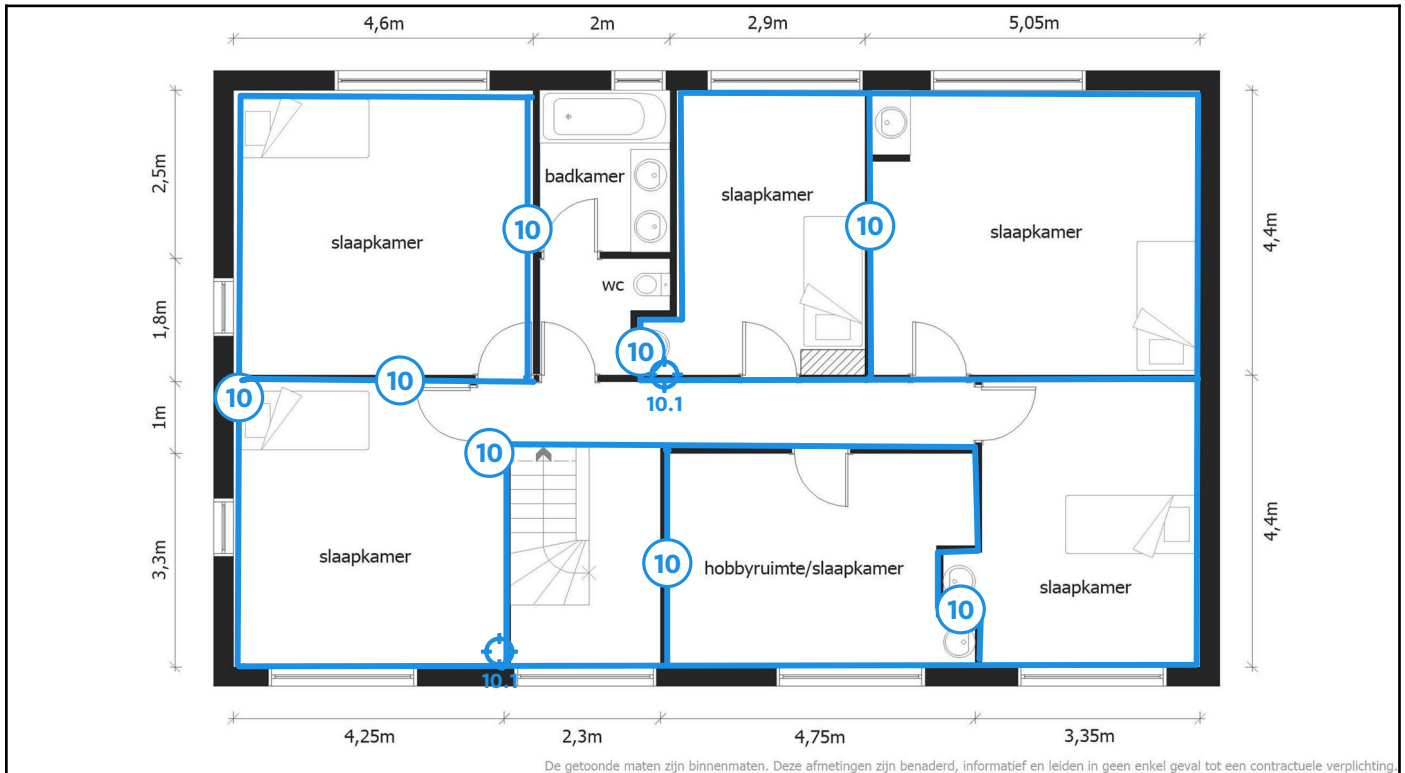 4,6m 2m 2,9m 5,05m
2,5m
badkamer
slaapkamer
10 10
slaapkamer slaapkamer
4,4m
wc
1,8m
10
10
10
10.1
1m
10
slaapkamer
10
hobbyruimte/slaapkamer
3,3m
4,4m
slaapkamer
10
10.1
4,25m 2,3m 4,75m 3,35m
De getoonde maten zijn binnenmaten. Deze afmetingen zijn benaderd, informatief en leiden in geen enkel geval tot een contractuele verplichting.